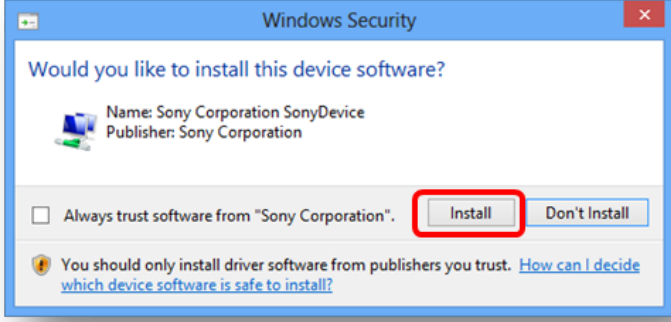 Windows Security
Would you like to install this device software?
Name: Sony Corporation SonyDevice
Publisher: Sony Corporation
Always trust software from "Sony Corporation".
Install
Don't Install
You should only install driver software from publishers you trust. How can I decide
which device software is safe to install?